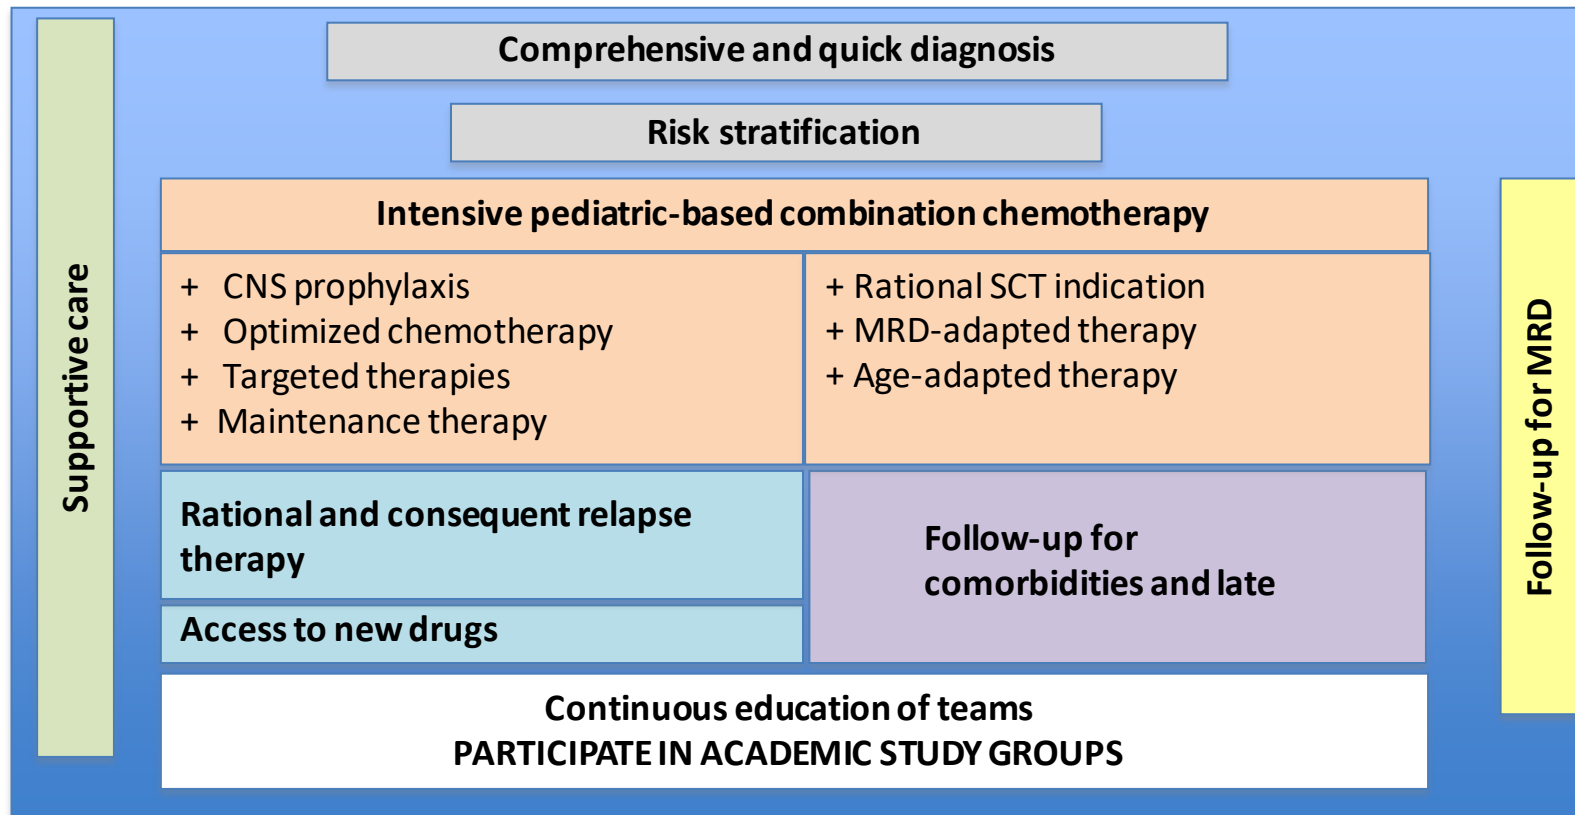 Supportive care
Comprehensive and quick diagnosis
Risk stratification
Intensive pediatric-based combination chemotherapy
+ CNS prophylaxis
+ Optimized chemotherapy
+ Targeted therapies
+ Maintenance therapy
+ Rational SCT indication
+ MRD-adapted therapy
+ Age-adapted therapy
Rational and consequent relapse
therapy
Access to new drugs
Follow-up for
comorbidities and late
Continuous education of teams
PARTICIPATE IN ACADEMIC STUDY GROUPS
Follow-up for MRD